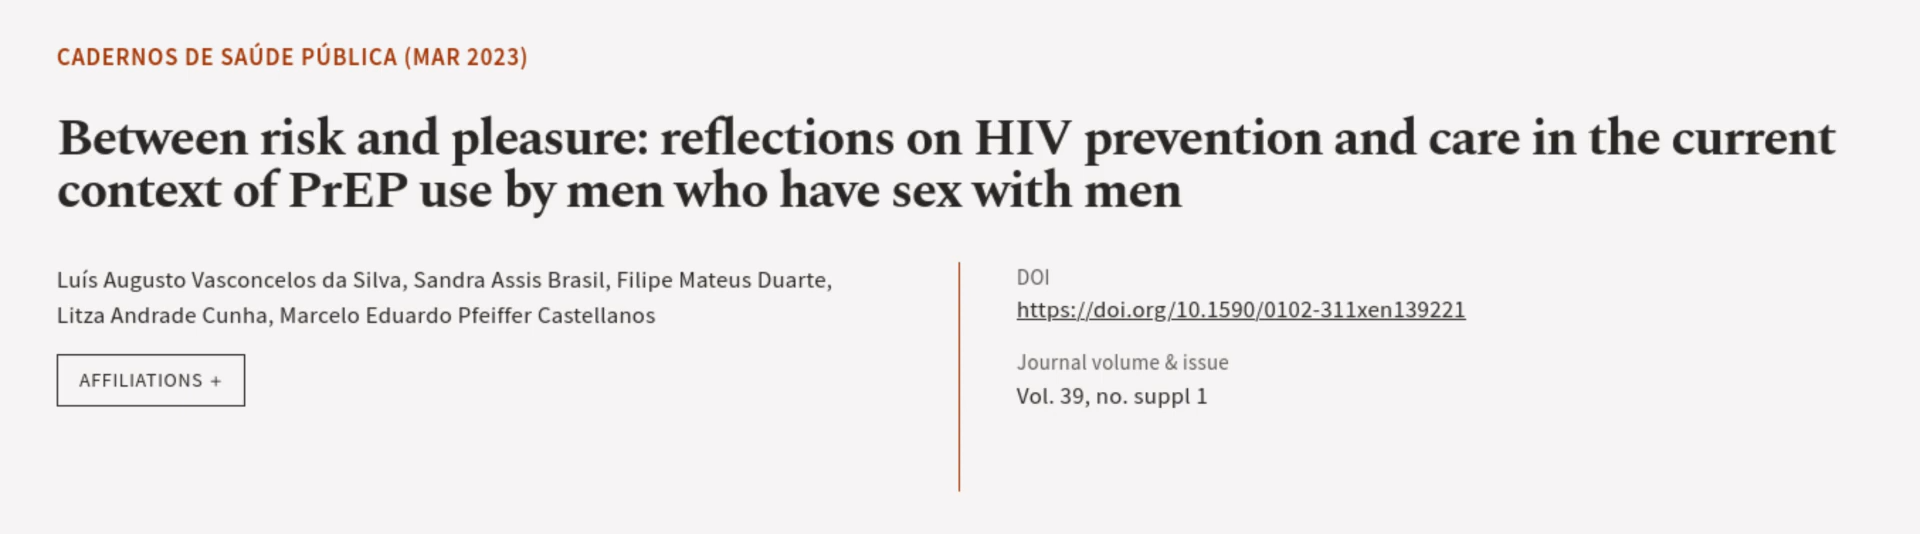 CADERNOS DE SAÚDE PÚBLICA (MAR 2023)
Between risk and pleasure: reflections on HIV prevention and care in the current
context of PrEP use by men who have sex with men
Luís Augusto Vasconcelos da Silva, Sandra Assis Brasil, Filipe Mateus Duarte,
Litza Andrade Cunha, Marcelo Eduardo Pfeiffer Castellanos
AFFILIATIONS +
DOI
https://doi.org/10.1590/0102-311xen139221
Journal volume & issue
Vol. 39, no. suppl 1